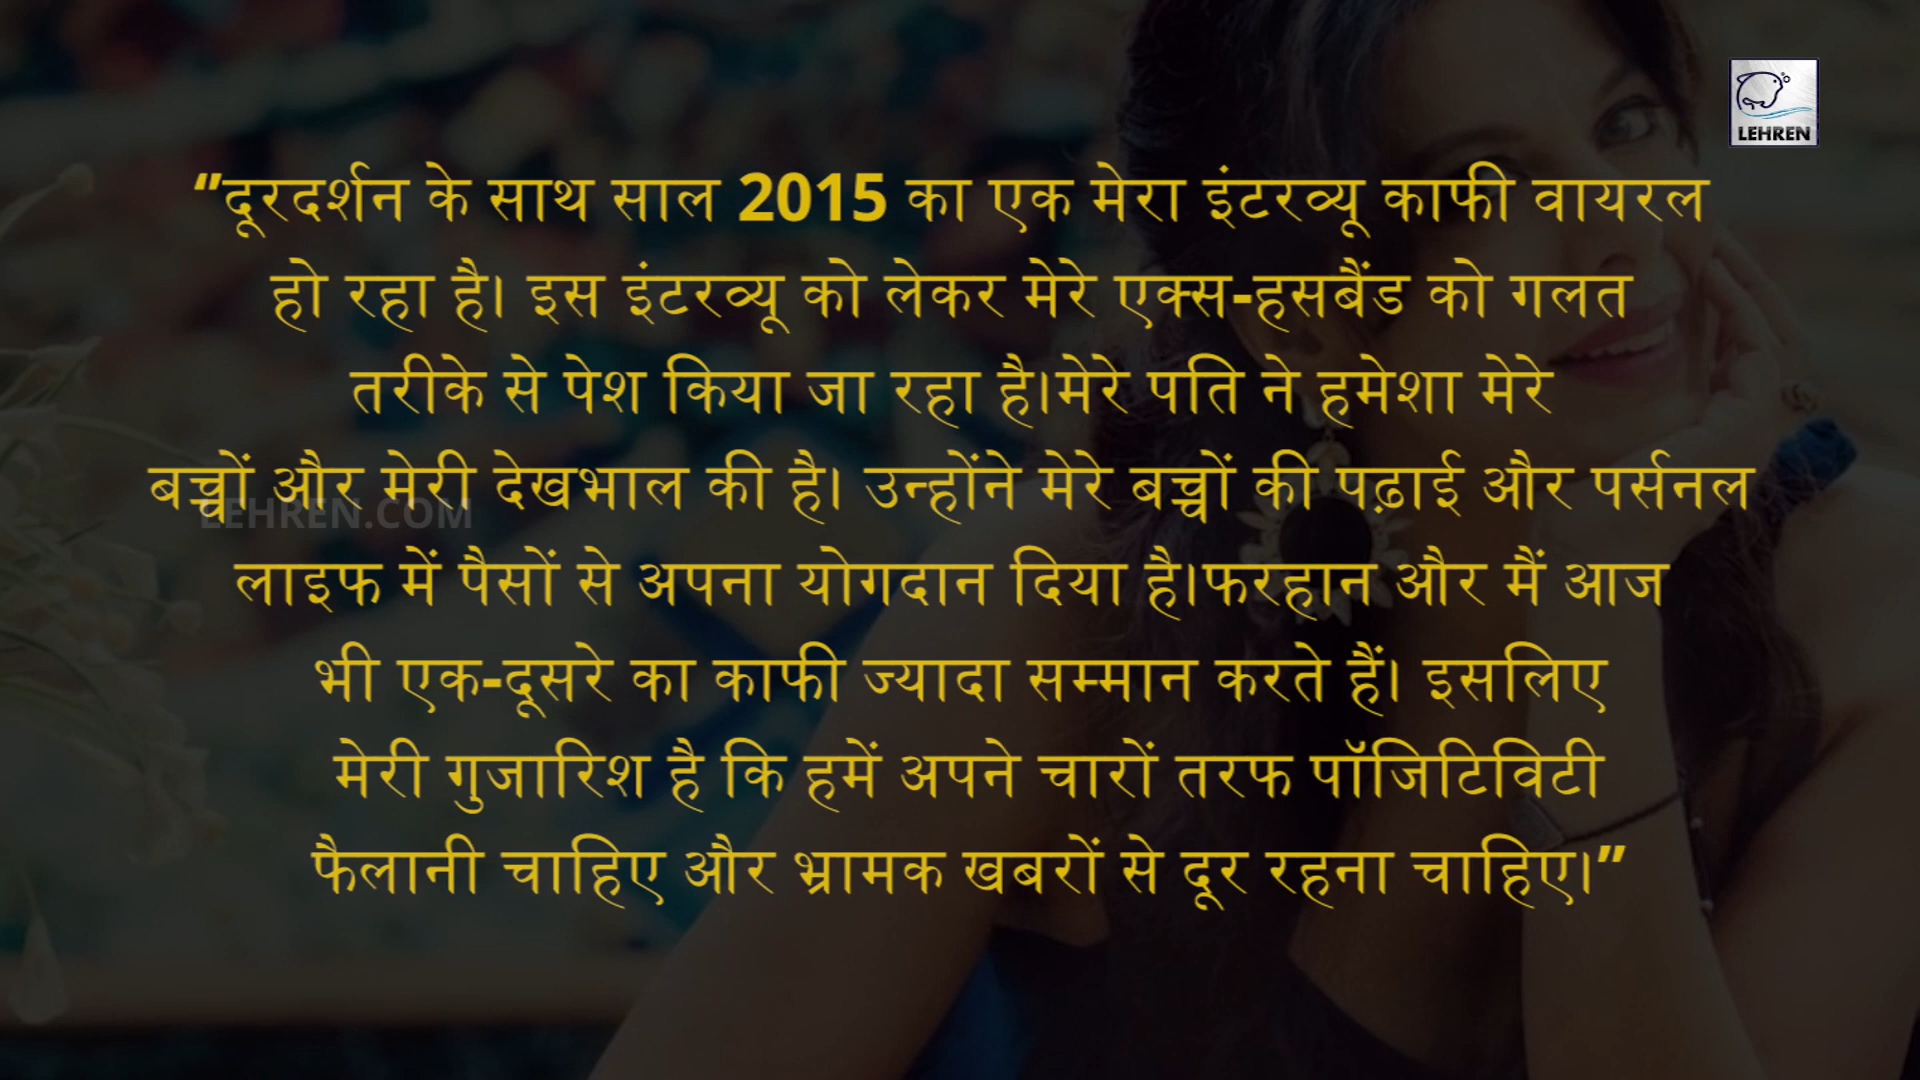 LEHREN
“दूरदर्शन के साथ साल 2015 का एक मेरा इंटरव्यू काफी वायरल
हो रहा है। इस इंटरव्यू को लेकर मेरे एक्स-हसबैंड को गलत
तरीके से पेश किया जा रहा है।मेरे पति ने हमेशा मेरे
बच्चों और मेरी देखभाल की है। उन्होंने मेरे बच्चों की पढ़ाई और पर्सनल
LEHREN.COM
लाइफ में पैसों से अपना योगदान दिया है।फरहान और मैं आज
भी एक-दूसरे का काफी ज्यादा सम्मान करते हैं। इसलिए
मेरी गुजारिश है कि हमें अपने चारों तरफ पॉजिटिविटी
फैलानी चाहिए और भ्रामक खबरों से दूर रहना चाहिए।”